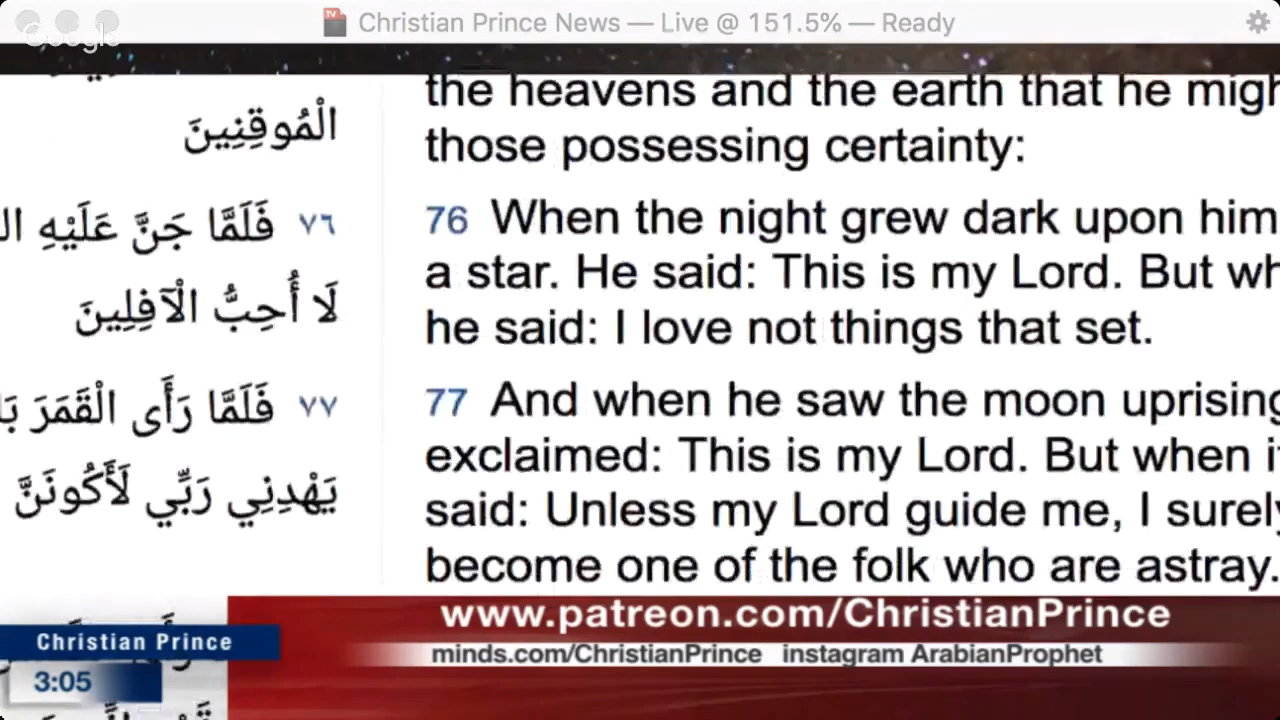 Christian Prince News — Live @ 151.5% — Ready
Google
الْمُوقِنِينَ
the heavens and the earth that he
those possessing certainty:
٧٦ فَلَمَّا جَنَّ عَلَيْهِ
76 When the night grew dark upon him
لَا أُحِبُّ الْآفِلِينَ
a star. He said: This is my Lord. But
he said: I love not things that set.
٧٧ فَلَمَّا رَأَى الْقَمَرَ
77 And when he saw the moon uprising
يَهْدِنِي رَبِّي لَأَكُونَنَّ
exclaimed: This is my Lord. But when
said: Unless my Lord guide me, I surely
become one of the folk who are astray.
www.patreon.com/ChristianPrince
Christian Prince
minds.com/ChristianPrince instagram ArabianProphet
3:05